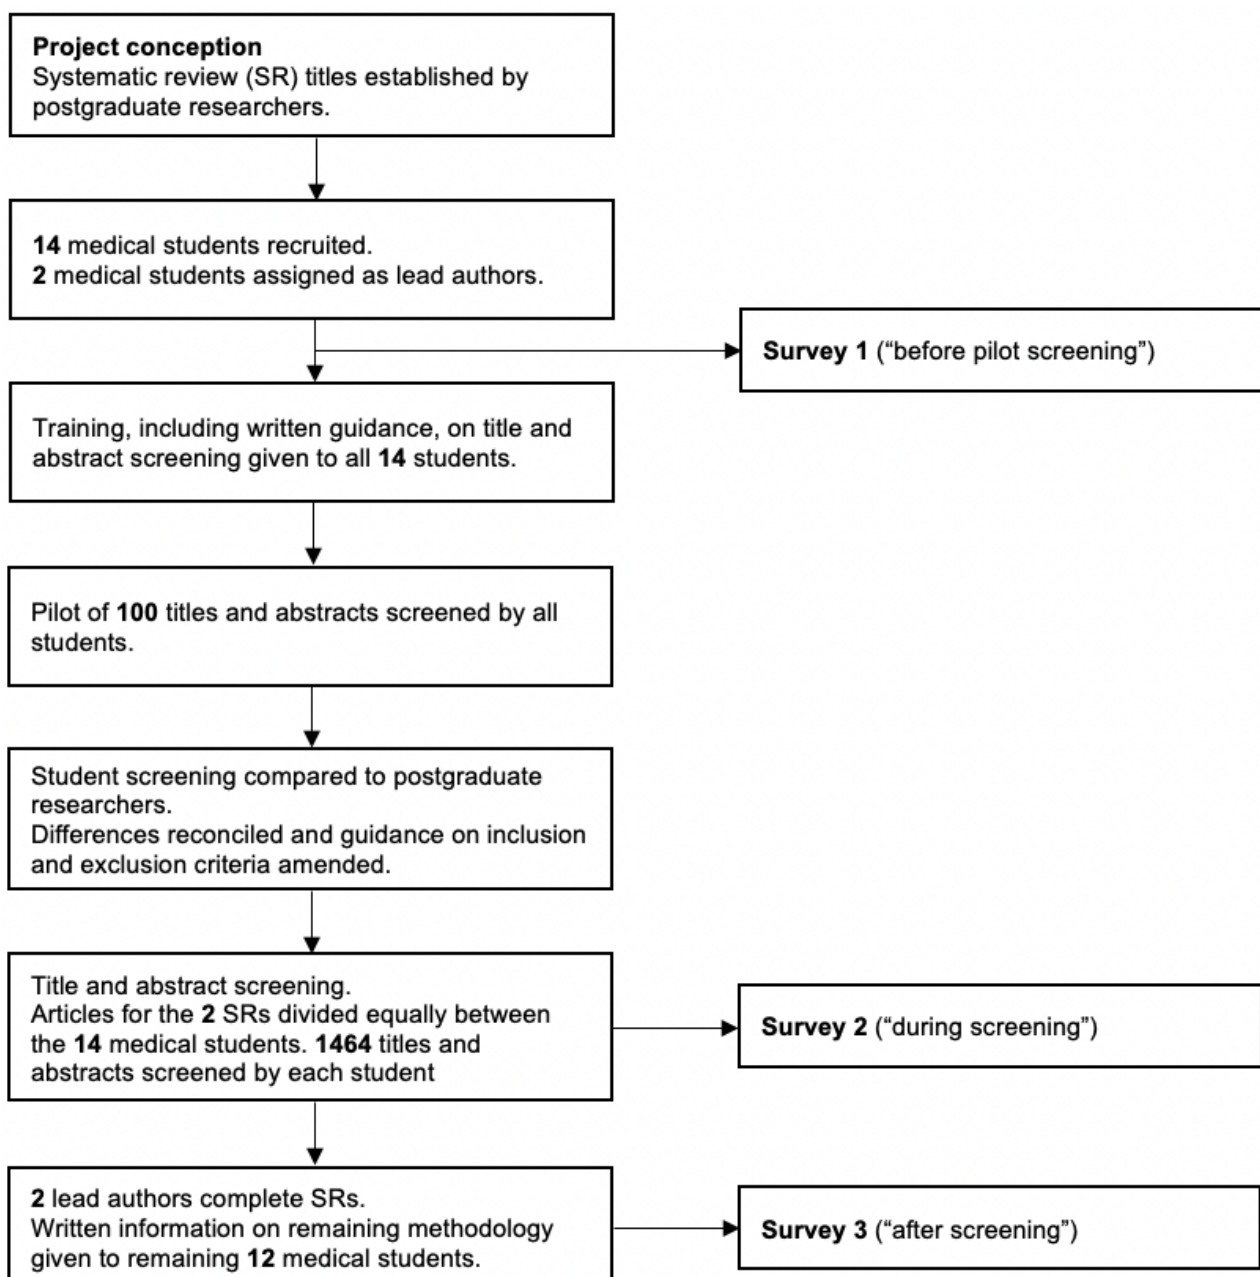 Project conception
Systematic review (SR) titles established by
postgraduate researchers.
14 medical students recruited.
2 medical students assigned as lead authors.
Survey 1 (“before pilot screening”)
Training, including written guidance, on title and
abstract screening given to all 14 students.
Pilot of 100 titles and abstracts screened by all
students.
Student screening compared to postgraduate
researchers.
Differences reconciled and guidance on inclusion
and exclusion criteria amended.
Title and abstract screening.
Articles for the 2 SRs divided equally between
the 14 medical students. 1464 titles and
abstracts screened by each student
Survey 2 (“during screening”)
2 lead authors complete SRs.
Written information on remaining methodology
given to remaining 12 medical students.
Survey 3 (“after screening”)